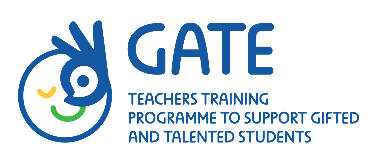 GATE
TEACHERS TRAINING
PROGRAMME TO SUPPORT GIFTED
AND TALENTED STUDENTS